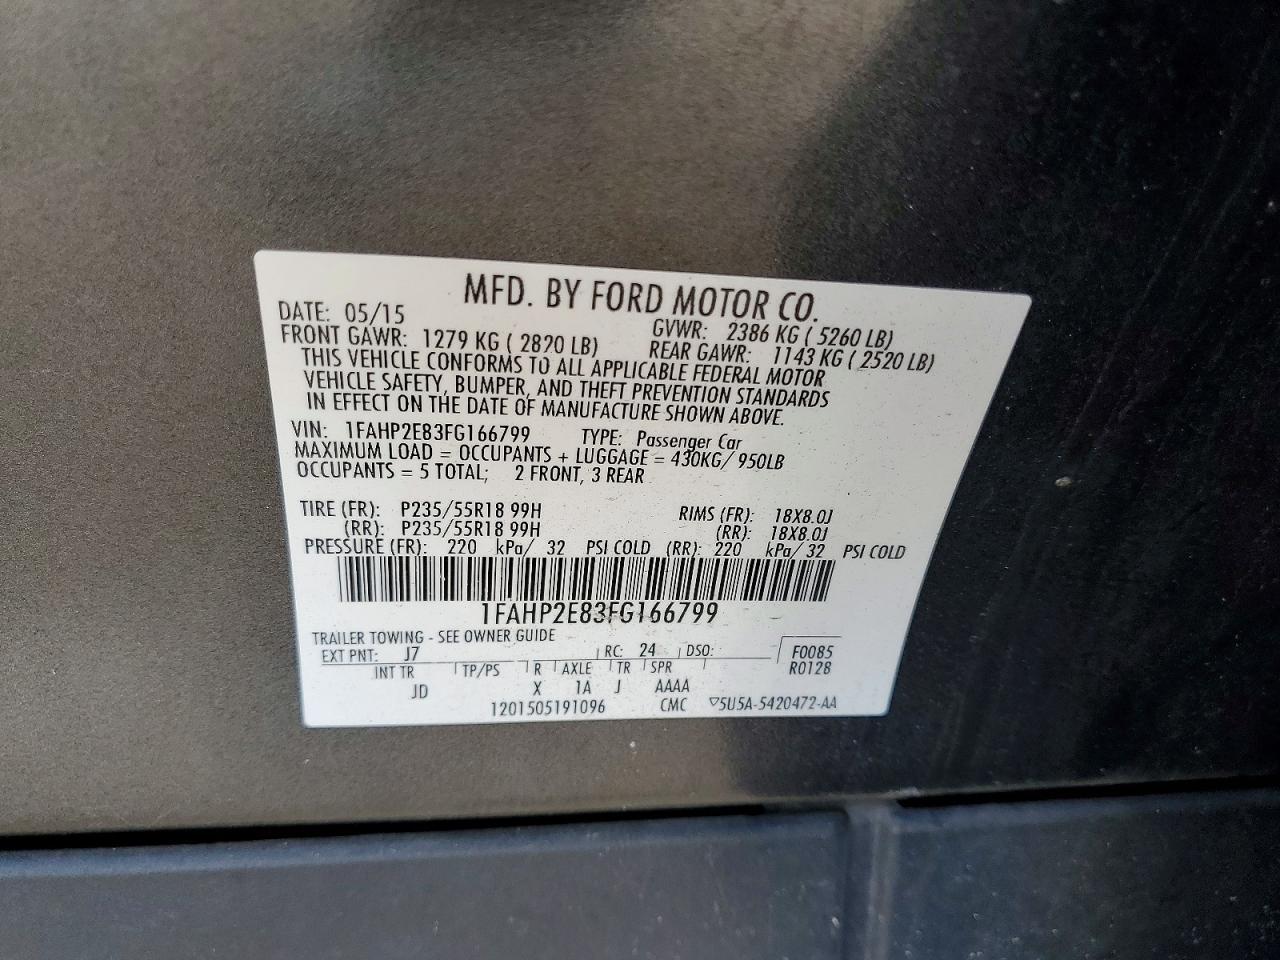 MFD. BY FORD MOTOR CO.
DATE: 05/15 GVWR: 2386 KG ( 5260 LB)
FRONT GAWR: 1279 KG ( 2820 LB) REAR GAWR: 1143 KG ( 2520 LB)
THIS VEHICLE CONFORMS TO ALL APPLICABLE FEDERAL MOTOR
VEHICLE SAFETY, BUMPER, AND THEFT PREVENTION STANDARDS
IN EFFECT ON THE DATE OF MANUFACTURE SHOWN ABOVE.
VIN: 1FAHP2E83FG166799 TYPE: Passenger Car
MAXIMUM LOAD = OCCUPANTS + LUGGAGE = 430KG/ 950LB
OCCUPANTS = 5 TOTAL; 2 FRONT, 3 REAR
TIRE (FR): P235/55R18 99H RIMS (FR): 18X8.0J
(RR): P235/55R18 99H (RR): 18X8.0J
PRESSURE (FR): 220 kPa/ 32 PSI COLD (RR): 220 kPa/ 32 PSI COLD
1FAHP2E83FG166799
TRAILER TOWING - SEE OWNER GUIDE
EXT PNT: J7 RC: 24 DSO: F0085
R0128
INT TR TP/PS R AXLE TR SPR
JD X 1A J AAAA
1201505191096 CMC ▽5U5A-5420472-AA